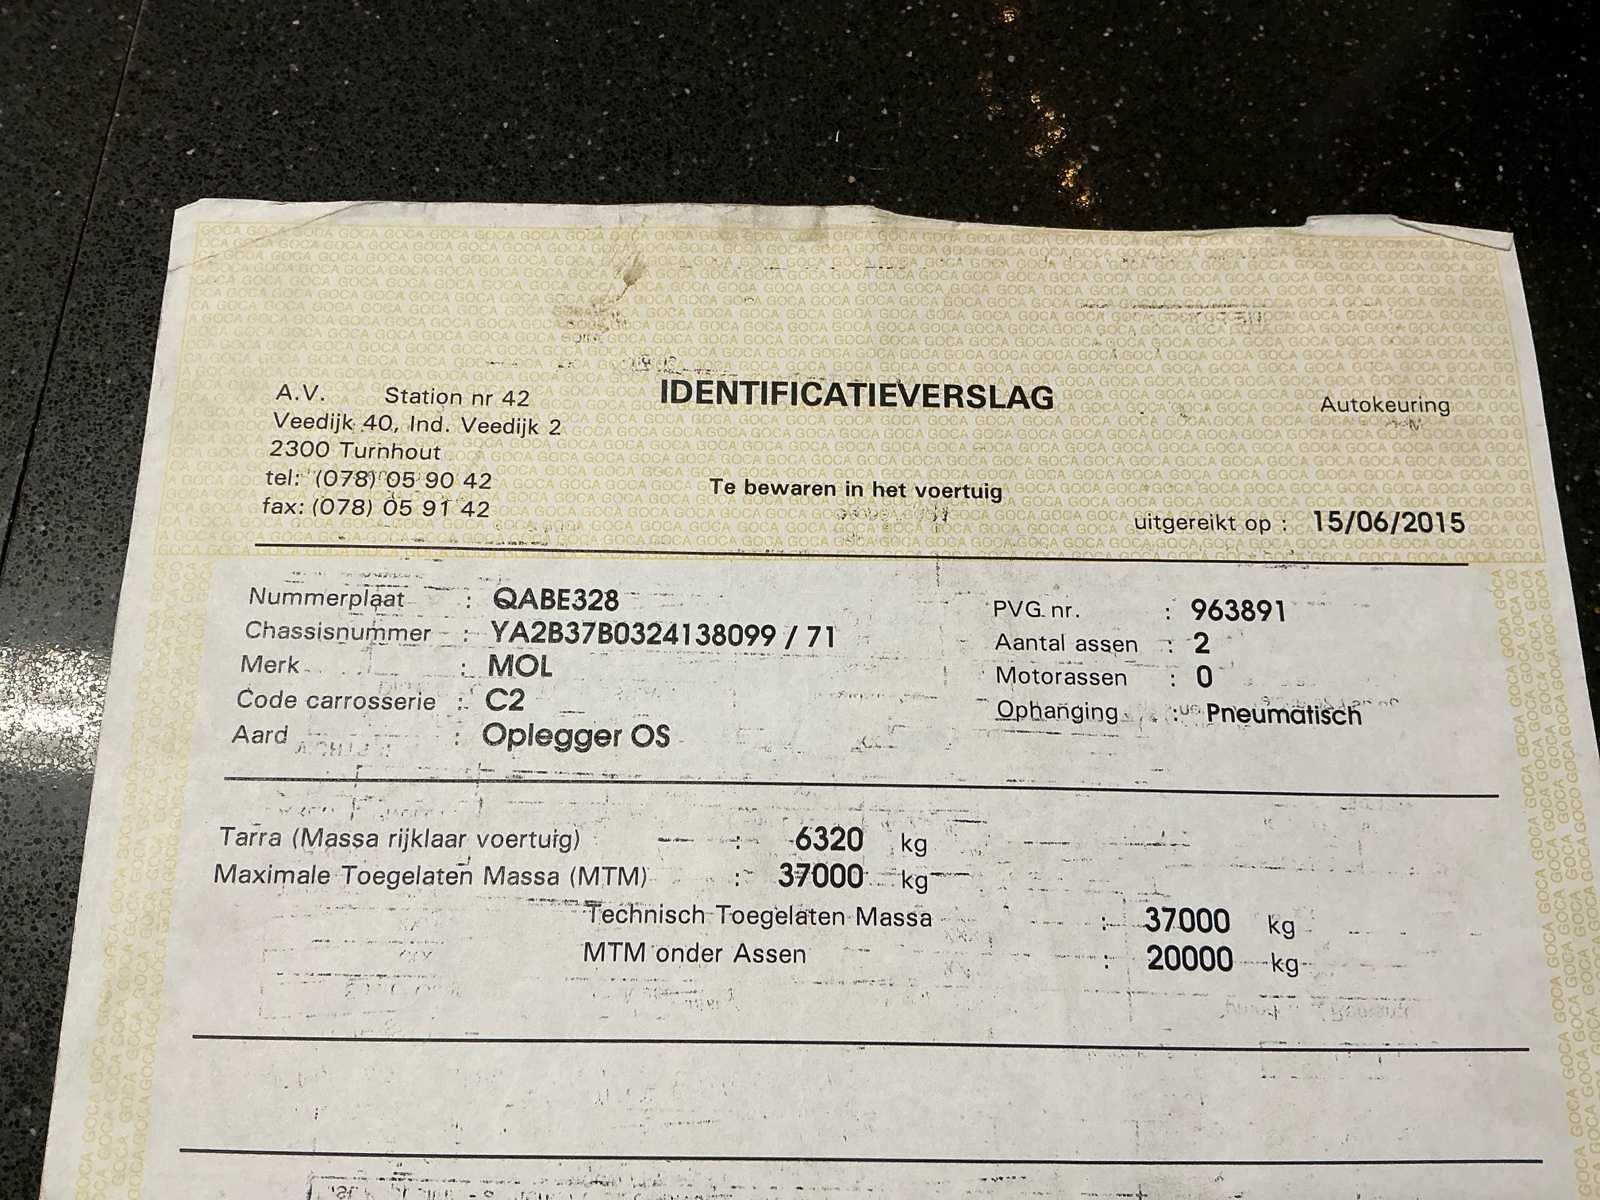 A.V. Station nr 42
Veedijk 40, Ind. Veedijk 2
2300 Turnhout
tel: (078) 05 90 42
fax: (078) 05 91 42
IDENTIFICATIEVERSLAG
Te bewaren in het voertuig
Autokeuring
uitgereikt op : 15/06/2015
Nummerplaat : QABE328
Chassisnummer : YA2B37B0324138099 / 71
Merk : MOL
Code carrosserie : C2
Aard : Oplegger OS
PVG nr. : 963891
Aantal assen : 2
Motorassen : 0
Ophanging : Pneumatisch
Tarra (Massa rijklaar voertuig) : 6320 kg
Maximale Toegelaten Massa (MTM) : 37000 kg
Technisch Toegelaten Massa : 37000 kg
MTM onder Assen : 20000 kg